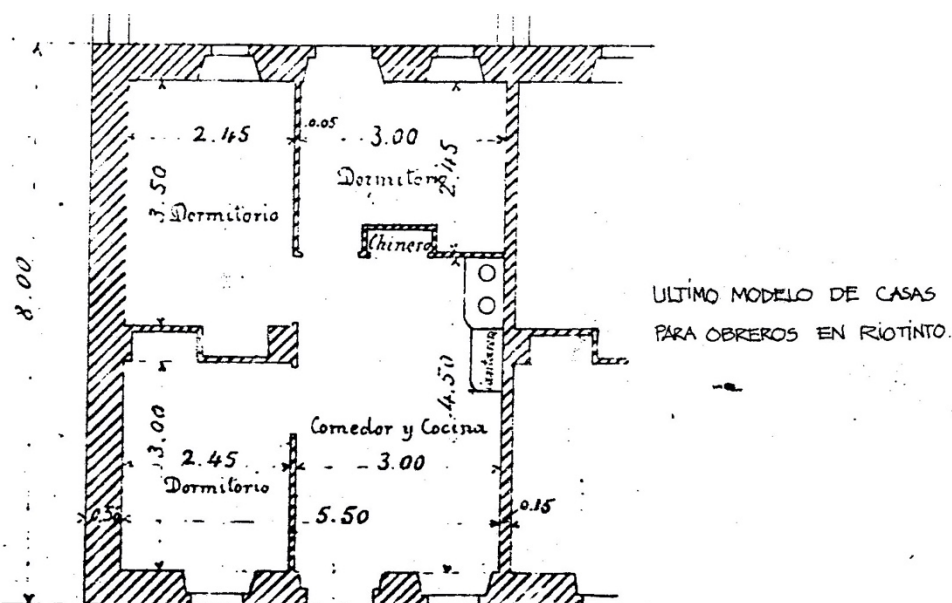 2.45
0.05
3.00
3.50
2.45
Dormitorio
Dormitorio
Chinero
8.00
ULTIMO MODELO DE CASAS
PARA OBREROS EN RIOTINTO.
4.50
3.00
Comedor y Cocina
2.45
3.00
Dormitorio
0.50
5.50
0.15